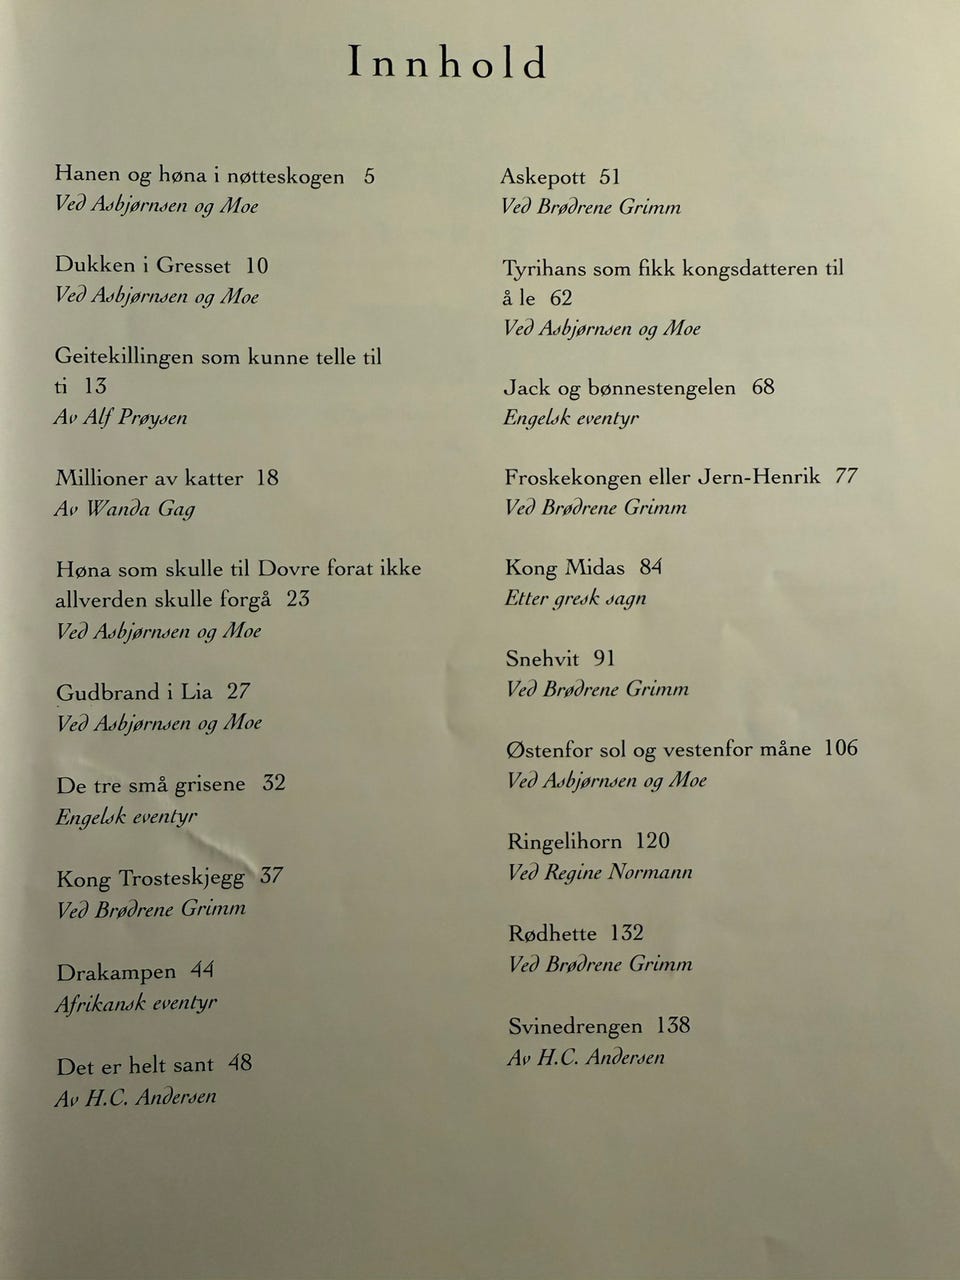 Innhold
Hanen og høna i nøtteskogen 5
Ved Asbjørnsen og Moe
Dukken i Gresset 10
Ved Asbjørnsen og Moe
Geitekillingen som kunne telle til
ti 13
Av Alf Prøysen
Millioner av katter 18
Av Wanda Gag
Høna som skulle til Dovre forat ikke
allverden skulle forgå 23
Ved Asbjørnsen og Moe
Gudbrand i Lia 27
Ved Asbjørnsen og Moe
De tre små grisene 32
Engelsk eventyr
Kong Trosteskjegg 37
Ved Brødrene Grimm
Drakampen 44
Afrikansk eventyr
Det er helt sant 48
Av H.C. Andersen
Askepott 51
Ved Brødrene Grimm
Tyrihans som fikk kongsdatteren til
å le 62
Ved Asbjørnsen og Moe
Jack og bønnestengelen 68
Engelsk eventyr
Froskekongen eller Jern-Henrik 77
Ved Brødrene Grimm
Kong Midas 84
Etter gresk sagn
Snehvit 91
Ved Brødrene Grimm
Østenfor sol og vestenfor måne 106
Ved Asbjørnsen og Moe
Ringelihorn 120
Ved Regine Normann
Rødhette 132
Ved Brødrene Grimm
Svinedrengen 138
Av H.C. Andersen